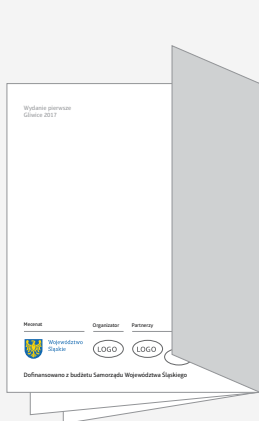 Wydanie pierwsze
Gliwice 2017
Mecenat
Organizator
Partnerzy
Województwo
Śląskie
LOGO
LOGO
Dofinansowano z budżetu Samorządu Województwa Śląskiego